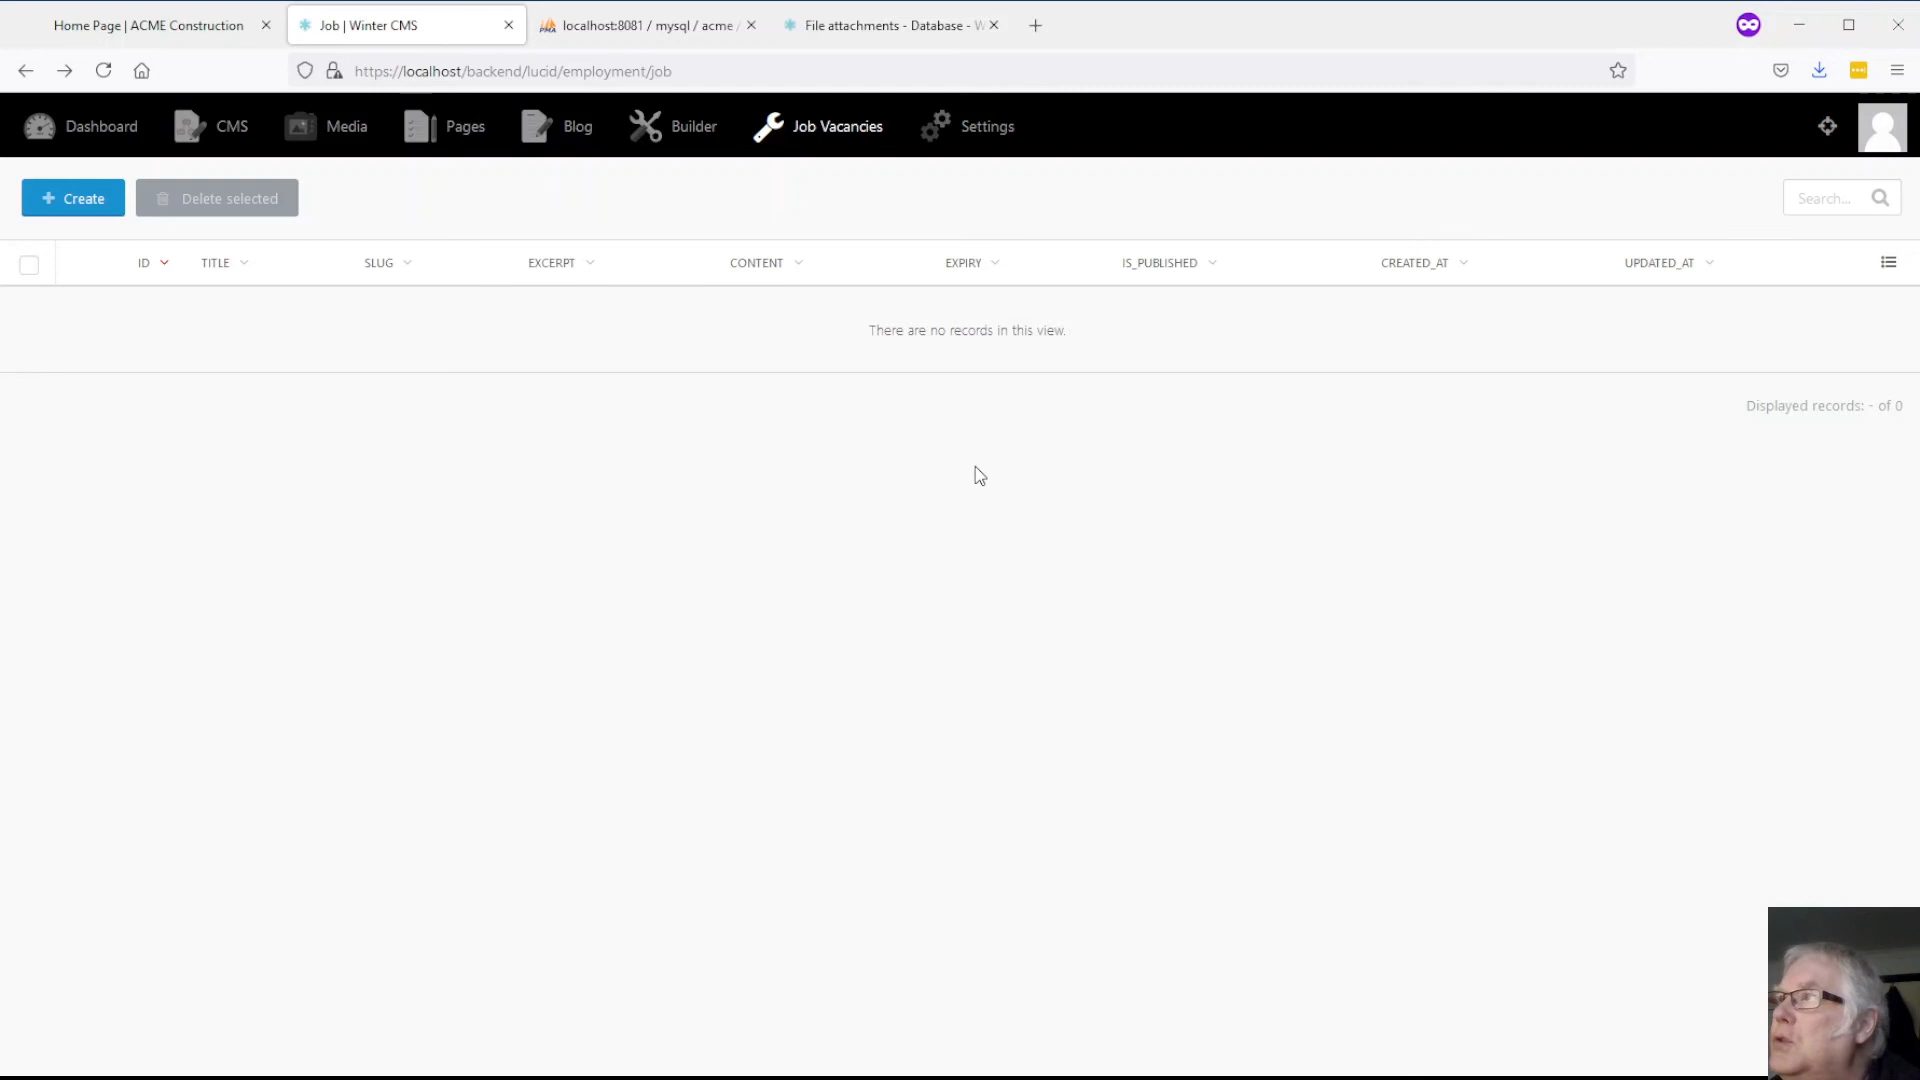 Home Page | ACME Construction
Job | Winter CMS
localhost:8081 / mysql / acme /
File attachments - Database - W
https://localhost/backend/lucid/employment/job
Dashboard
CMS
Media
Pages
Blog
Builder
Job Vacancies
Settings
Create
Delete selected
Search...
ID
TITLE
SLUG
EXCERPT
CONTENT
EXPIRY
IS_PUBLISHED
CREATED_AT
UPDATED_AT
There are no records in this view.
Displayed records: - of 0